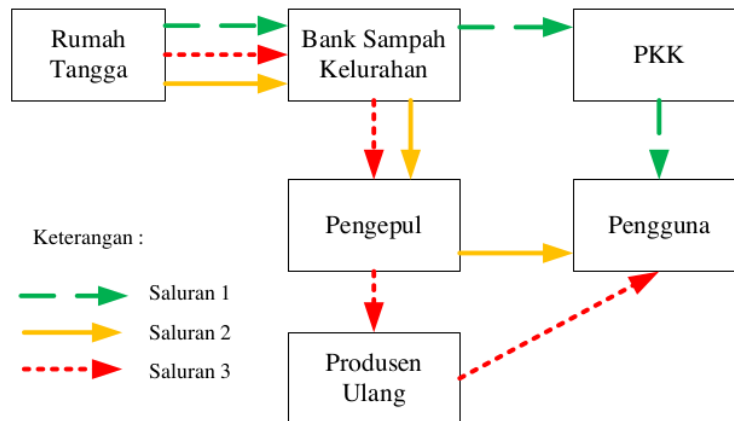 Rumah
Tangga
Bank Sampah
Kelurahan
PKK
Pengepul
Pengguna
Keterangan :
Saluran 1
Saluran 2
Saluran 3
Produsen
Ulang